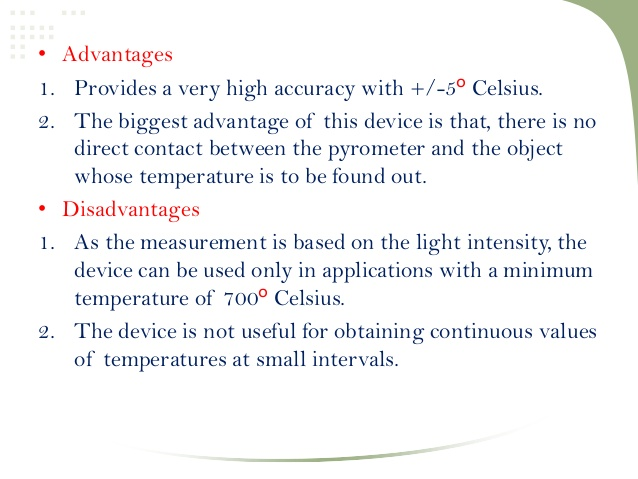 • Advantages
1. Provides a very high accuracy with +/-5º Celsius.
2. The biggest advantage of this device is that, there is no
direct contact between the pyrometer and the object
whose temperature is to be found out.
• Disadvantages
1. As the measurement is based on the light intensity, the
device can be used only in applications with a minimum
temperature of 700º Celsius.
2. The device is not useful for obtaining continuous values
of temperatures at small intervals.